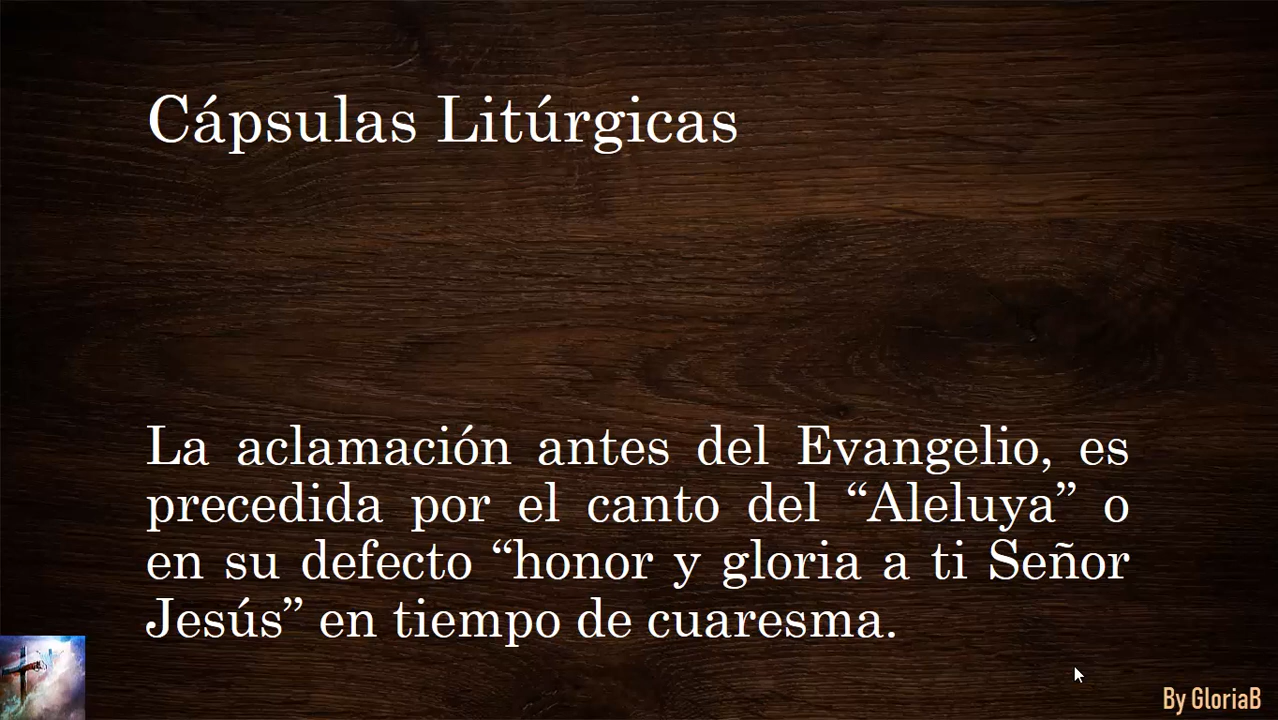 Cápsulas Litúrgicas
La aclamación antes del Evangelio, es
precedida por el canto del “Aleluya” o
en su defecto “honor y gloria a ti Señor
Jesús” en tiempo de cuaresma.
By GloriaB